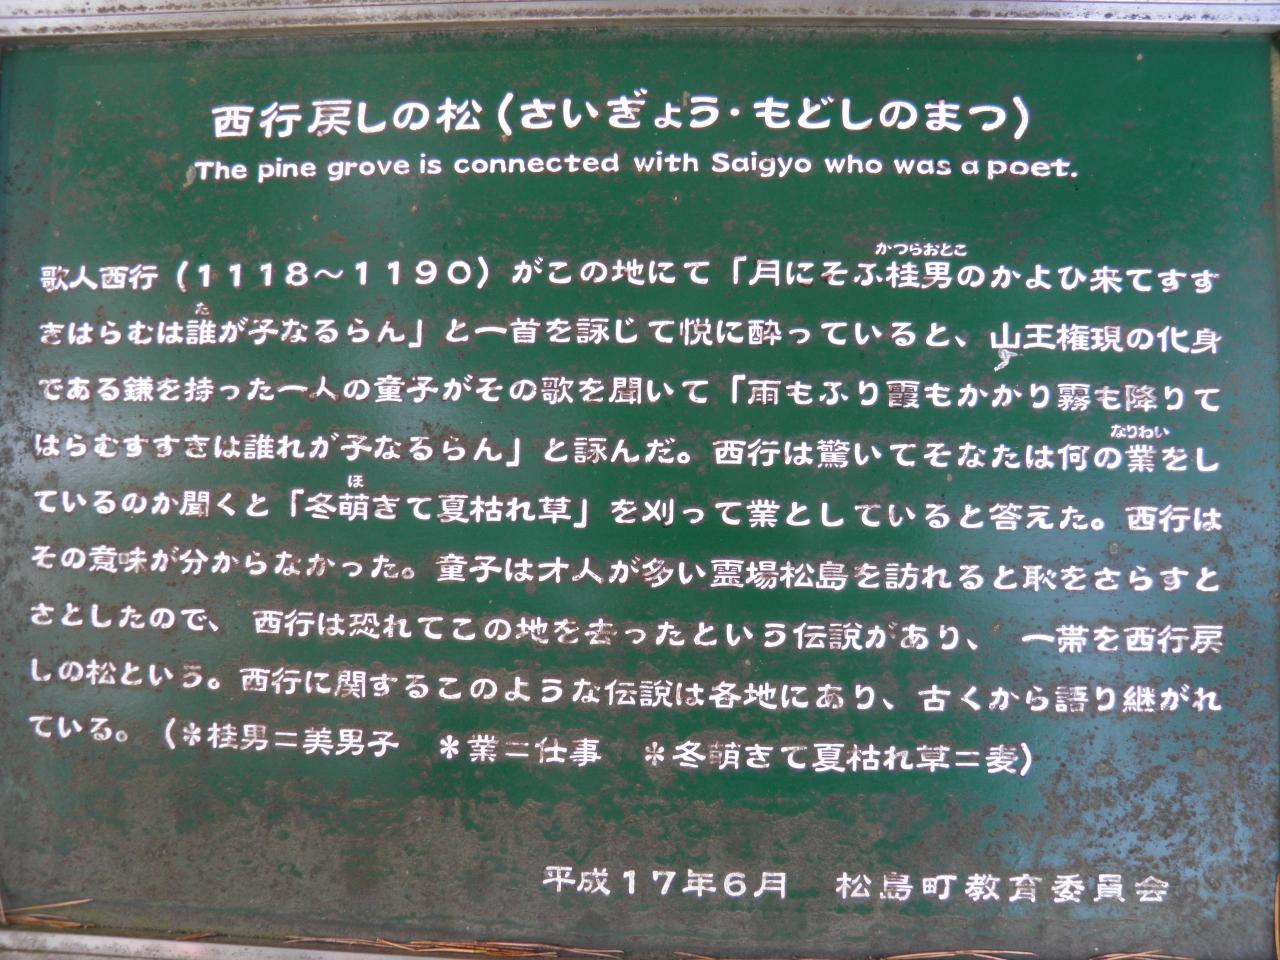 西行戻しの松(さいぎょう・もどしのまつ)
The pine grove is connected with Saigyo who was a poet.
かつらおとこ
歌人西行(1118~1190)がこの地にて「月にそふ桂男のかよひ来てすす
た
きはらむは誰が子なるらん」と一首を詠じて悦に酔っていると、山王権現の化身
である鎌を持った一人の童子がその歌を聞いて「雨もふり霞もかかり霧も降りて
はらむすすきは誰れが子なるらん」と詠んだ。西行は驚いてそなたは何の業をし
なりわい
ほ
ているのか聞くと「冬萌きて夏枯れ草」を刈って業としていると答えた。西行は
その意味が分からなかった。童子は才人が多い霊場松島を訪れると恥をさらすと
さとしたので、 西行は恐れてこの地を去ったという伝説があり、 一帯を西行戻
しの松という。西行に関するこのような伝説は各地にあり、古くから語り継がれ
ている。(*桂男=美男子 *業=仕事 *冬萌きて夏枯れ草=麦)
平成17年6月 松島町教育委員会